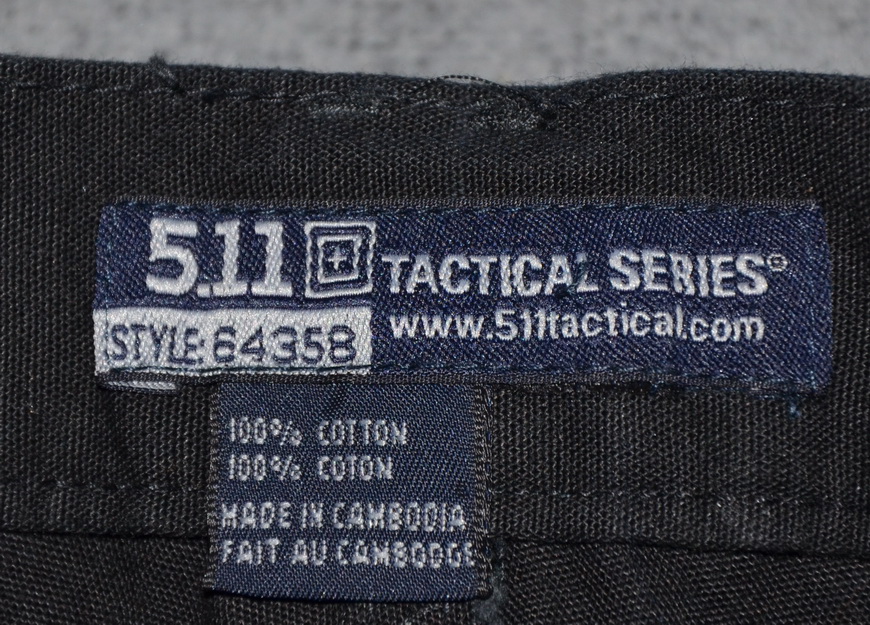 5.11 TACTICAL SERIES®
www.511tactical.com
STYLE: 64358
100% COTTON
100% COTON
MADE IN CAMBODIA
FAIT AU CAMBODGE